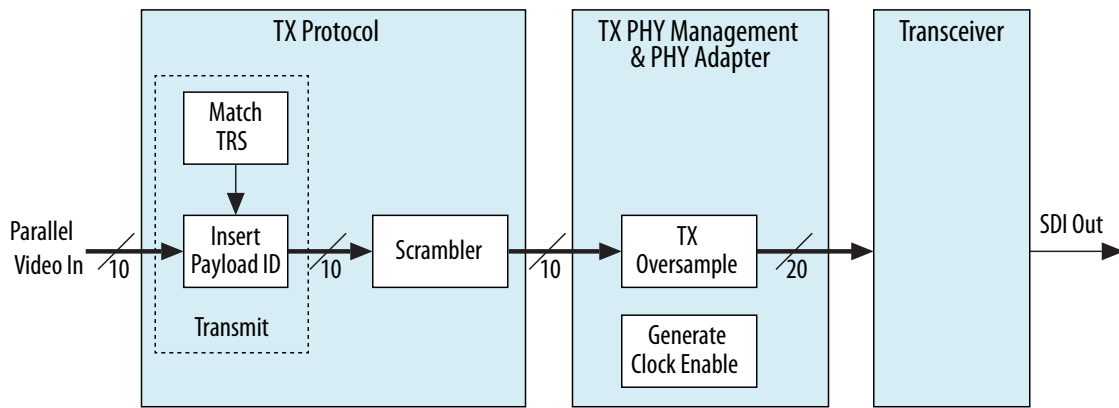 TX Protocol
TX PHY Management
& PHY Adapter
Transceiver
Match
TRS
Parallel
Video In
10
Insert
Payload ID
10
Scrambler
10
TX
Oversample
20
SDI Out
Transmit
Generate
Clock Enable